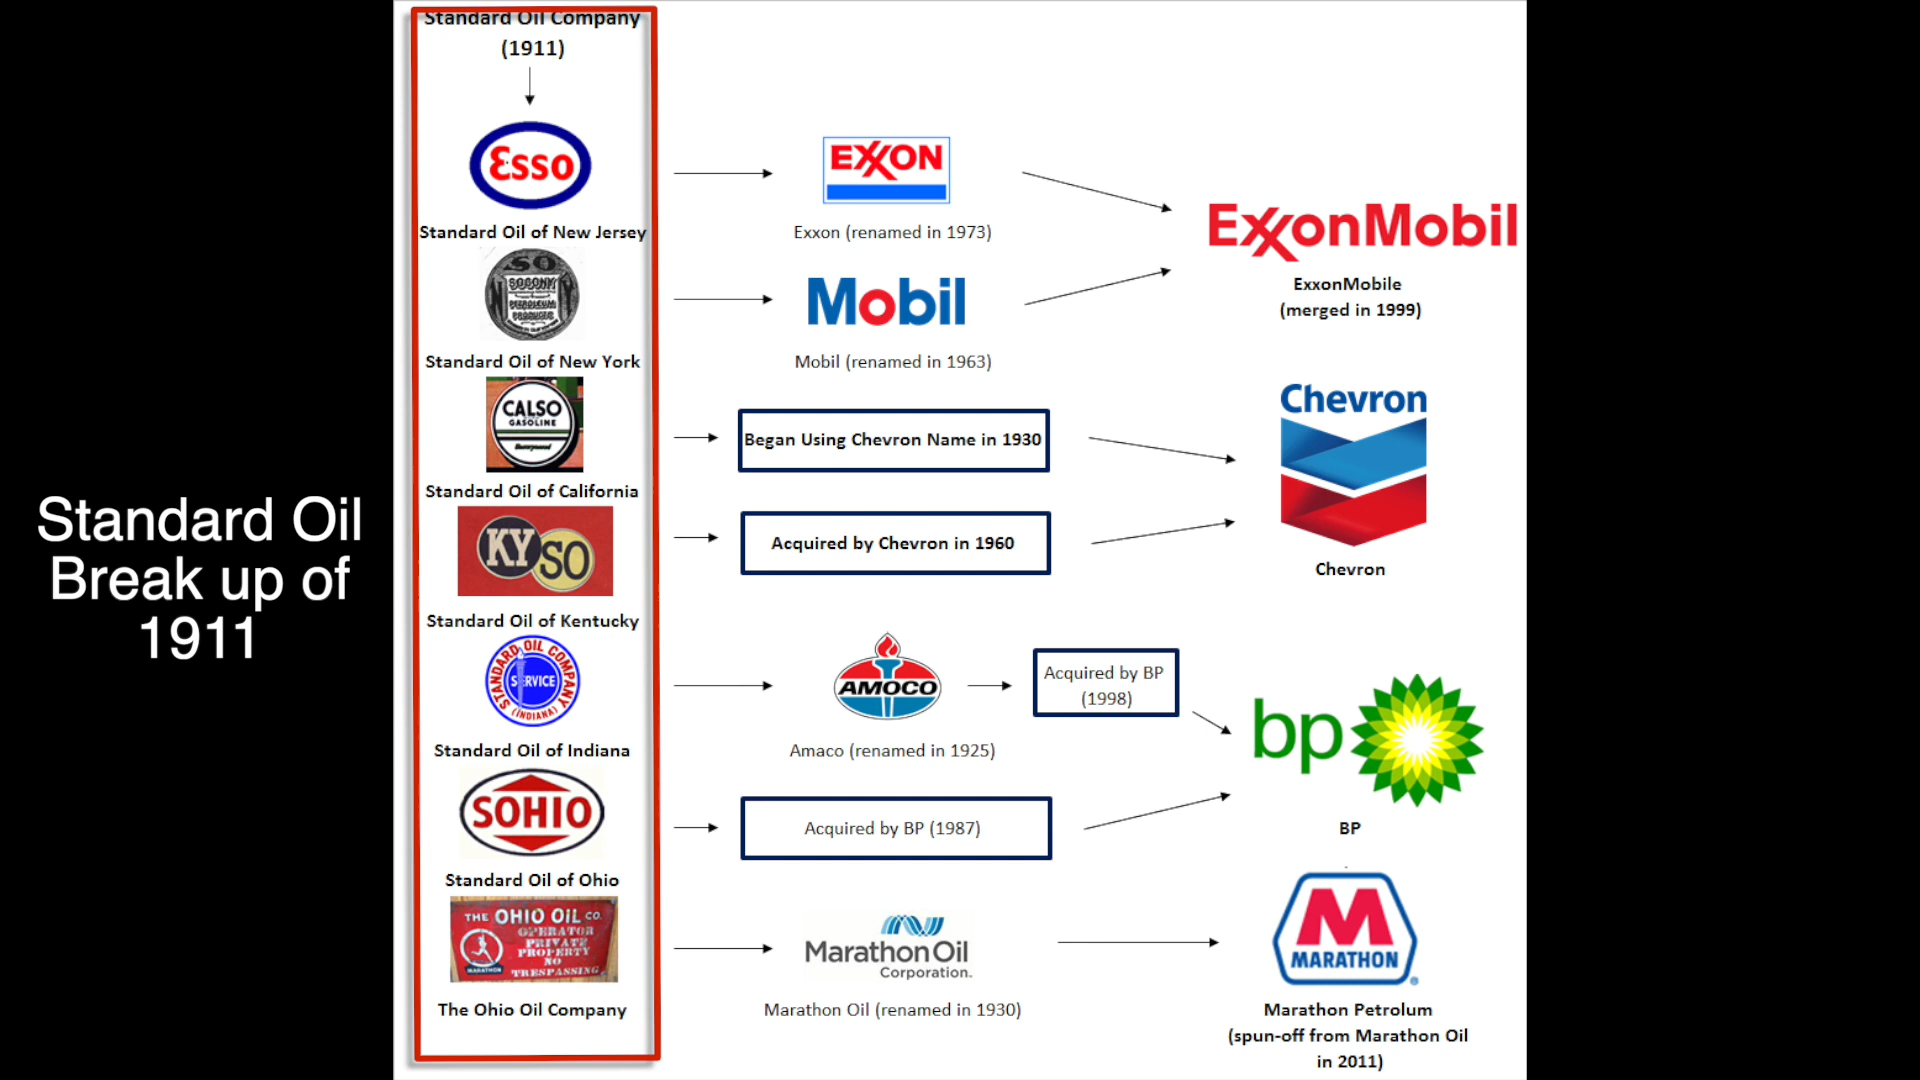 Standard Oil
Break up of
1911
Standard Oil Company
(1911)
Esso
EXXON
ExxonMobil
Standard Oil of New Jersey
Exxon (renamed in 1973)
SO
SOCONY
PETROLEUM
PRODUCTS
Mobil
ExxonMobile
(merged in 1999)
Standard Oil of New York
Mobil (renamed in 1963)
CALSO
GASOLINE
Began Using Chevron Name in 1930
Chevron
Standard Oil of California
KYSO
Acquired by Chevron in 1960
Chevron
Standard Oil of Kentucky
STANDARD OIL COMPANY
SERVICE
(INDIANA)
AMOCO
Acquired by BP
(1998)
bp
Standard Oil of Indiana
Amaco (renamed in 1925)
SOHIO
Acquired by BP (1987)
BP
Standard Oil of Ohio
THE OHIO OIL CO.
OPERATOR
PRIVATE
PROPERTY
NO
TRESPASSING
MARATHON
Marathon Oil
Corporation.
M
MARATHON
The Ohio Oil Company
Marathon Oil (renamed in 1930)
Marathon Petrolum
(spun-off from Marathon Oil
in 2011)